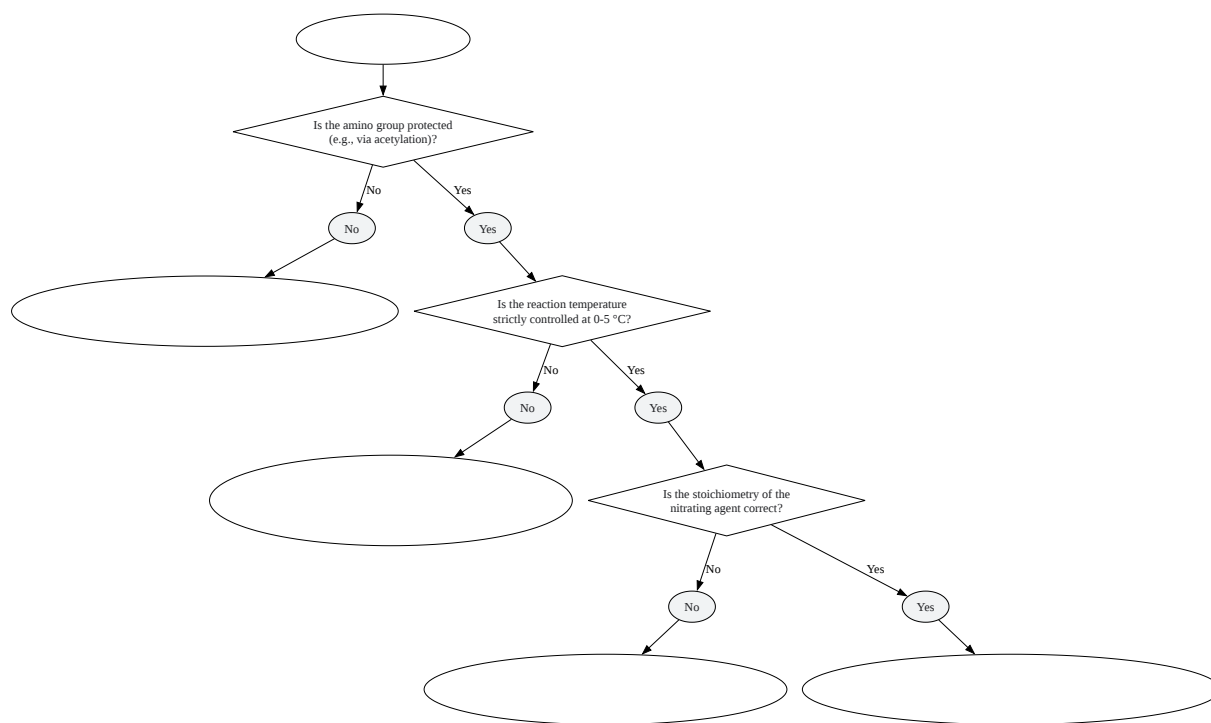 Is the amino group protected
(e.g., via acetylation)?
No
Yes
No
Yes
Is the reaction temperature
strictly controlled at 0-5 °C?
No
Yes
No
Yes
Is the stoichiometry of the
nitrating agent correct?
No
Yes
No
Yes